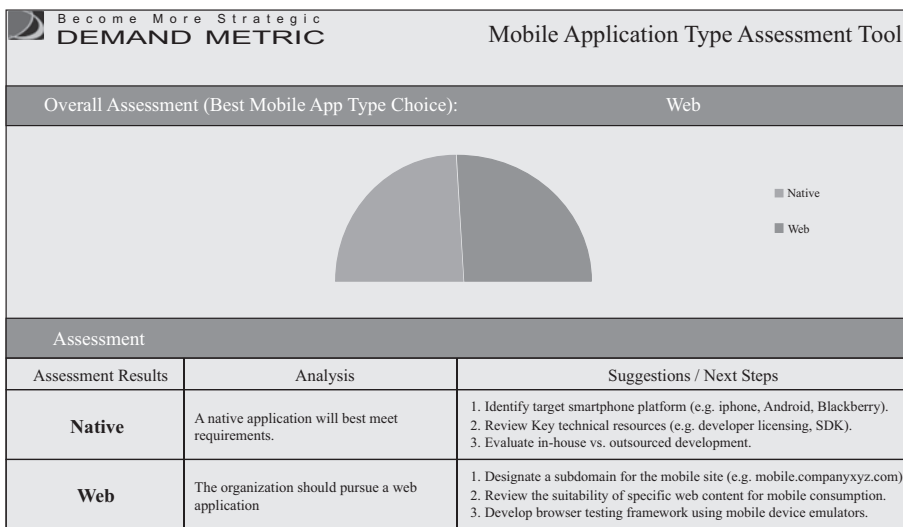 Become More Strategic
DEMAND METRIC
Mobile Application Type Assessment Tool
Overall Assessment (Best Mobile App Type Choice): Web
Native
Web
Assessment
Assessment Results Analysis Suggestions / Next Steps
Native
A native application will best meet
requirements.
1. Identify target smartphone platform (e.g. iphone, Android, Blackberry).
2. Review Key technical resources (e.g. developer licensing, SDK).
3. Evaluate in-house vs. outsourced development.
Web
The organization should pursue a web
application
1. Designate a subdomain for the mobile site (e.g. mobile.companyxyz.com)
2. Review the suitability of specific web content for mobile consumption.
3. Develop browser testing framework using mobile device emulators.